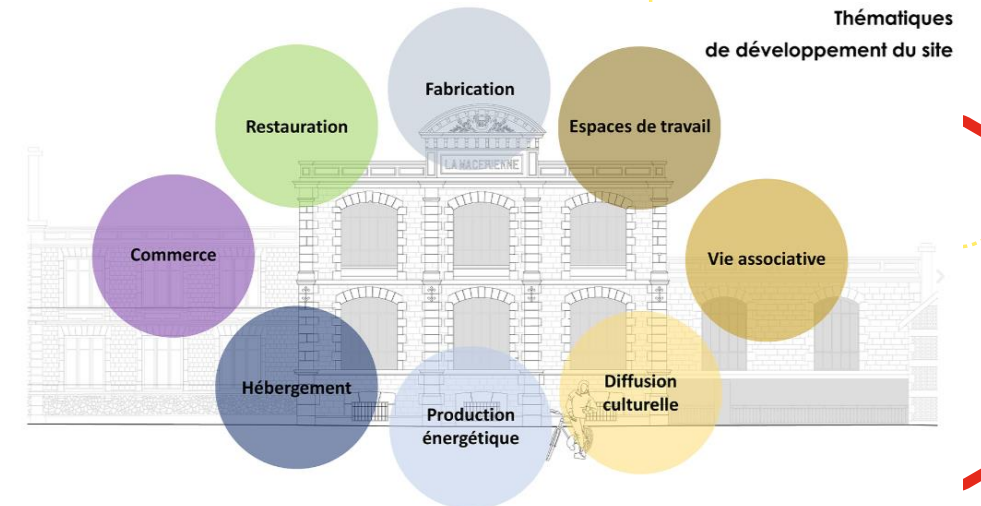 Thématiques
de développement du site
Fabrication
Restauration
Espaces de travail
LA MACERIENNE
Commerce
Vie associative
Hébergement
Diffusion
culturelle
Production
énergétique